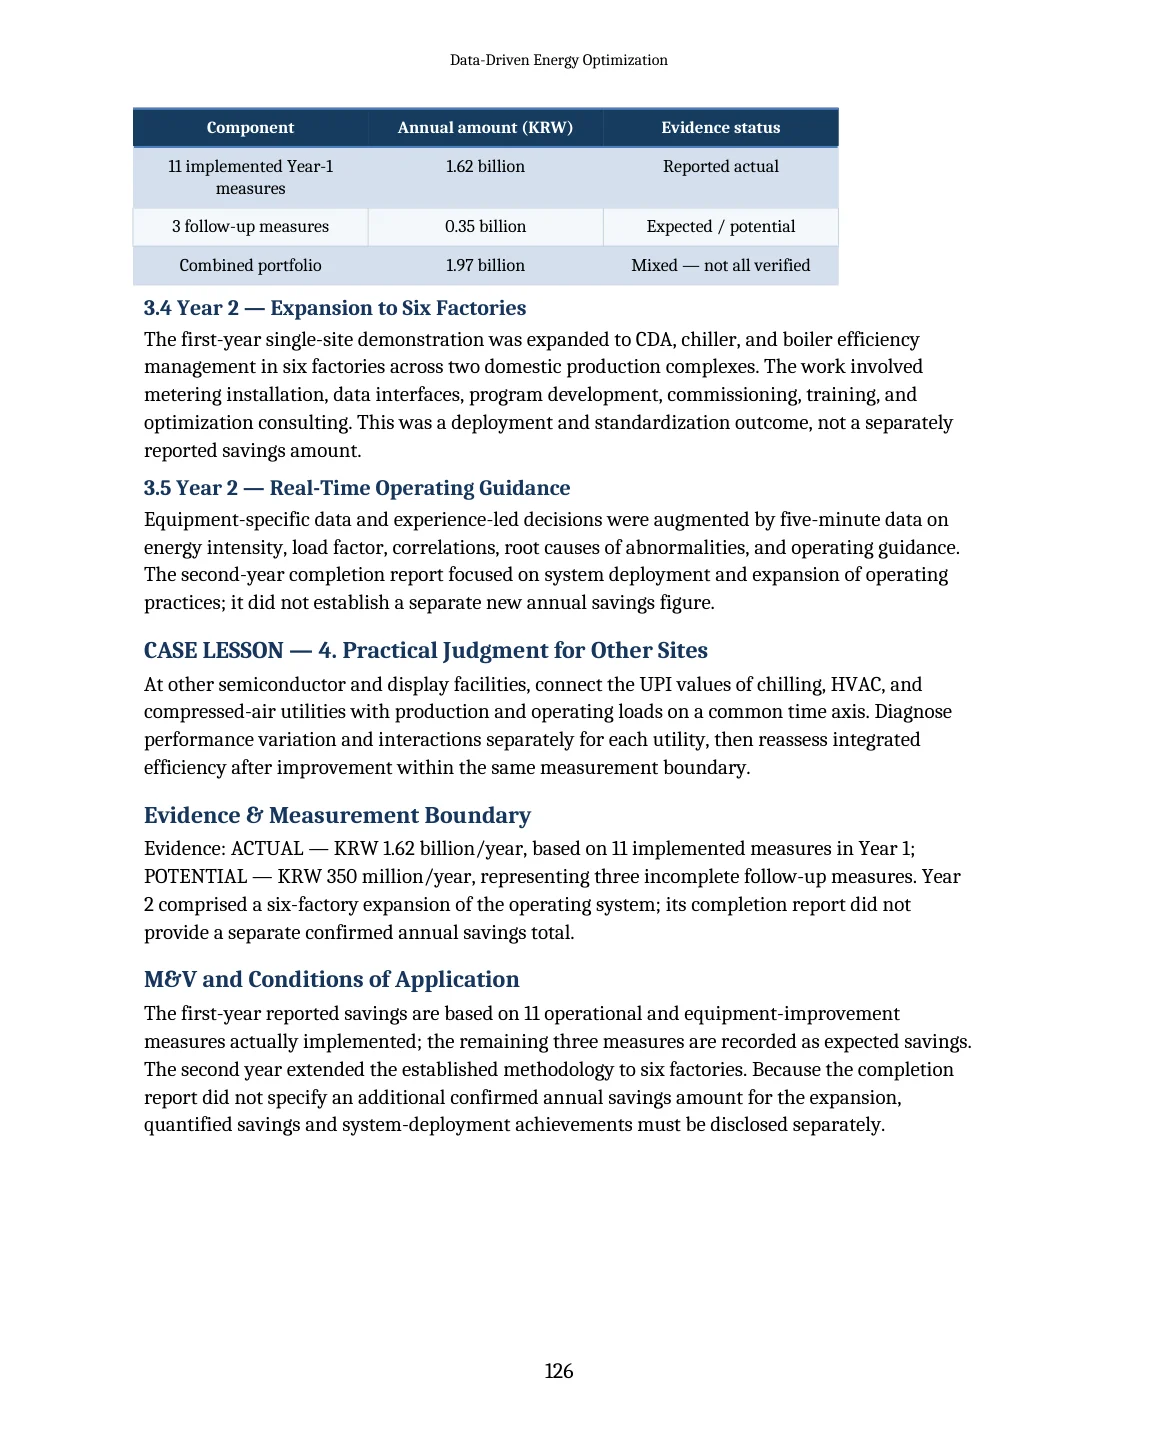 Data-Driven Energy Optimization
Component Annual amount (KRW) Evidence status
11 implemented Year-1 1.62 billion Reported actual
measures
3 follow-up measures 0.35 billion Expected / potential
Combined portfolio 1.97 billion Mixed — not all verified
3.4 Year 2 — Expansion to Six Factories
The first-year single-site demonstration was expanded to CDA, chiller, and boiler efficiency
management in six factories across two domestic production complexes. The work involved
metering installation, data interfaces, program development, commissioning, training, and
optimization consulting. This was a deployment and standardization outcome, not a separately
reported savings amount.
3.5 Year 2 — Real-Time Operating Guidance
Equipment-specific data and experience-led decisions were augmented by five-minute data on
energy intensity, load factor, correlations, root causes of abnormalities, and operating guidance.
The second-year completion report focused on system deployment and expansion of operating
practices; it did not establish a separate new annual savings figure.
CASE LESSON — 4. Practical Judgment for Other Sites
At other semiconductor and display facilities, connect the UPI values of chilling, HVAC, and
compressed-air utilities with production and operating loads on a common time axis. Diagnose
performance variation and interactions separately for each utility, then reassess integrated
efficiency after improvement within the same measurement boundary.
Evidence & Measurement Boundary
Evidence: ACTUAL — KRW 1.62 billion/year, based on 11 implemented measures in Year 1;
POTENTIAL — KRW 350 million/year, representing three incomplete follow-up measures. Year
2 comprised a six-factory expansion of the operating system; its completion report did not
provide a separate confirmed annual savings total.
M&V and Conditions of Application
The first-year reported savings are based on 11 operational and equipment-improvement
measures actually implemented; the remaining three measures are recorded as expected savings.
The second year extended the established methodology to six factories. Because the completion
report did not specify an additional confirmed annual savings amount for the expansion,
quantified savings and system-deployment achievements must be disclosed separately.
126